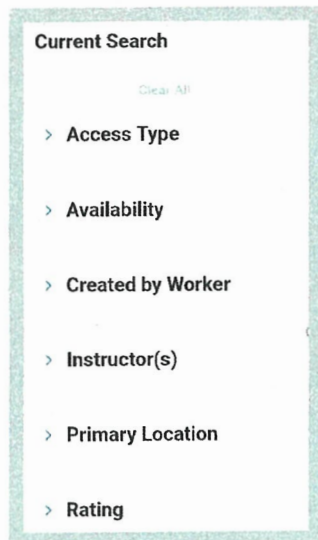 Current Search
Clear All
Access Type
Availability
Created by Worker
Instructor(s)
Primary Location
Rating